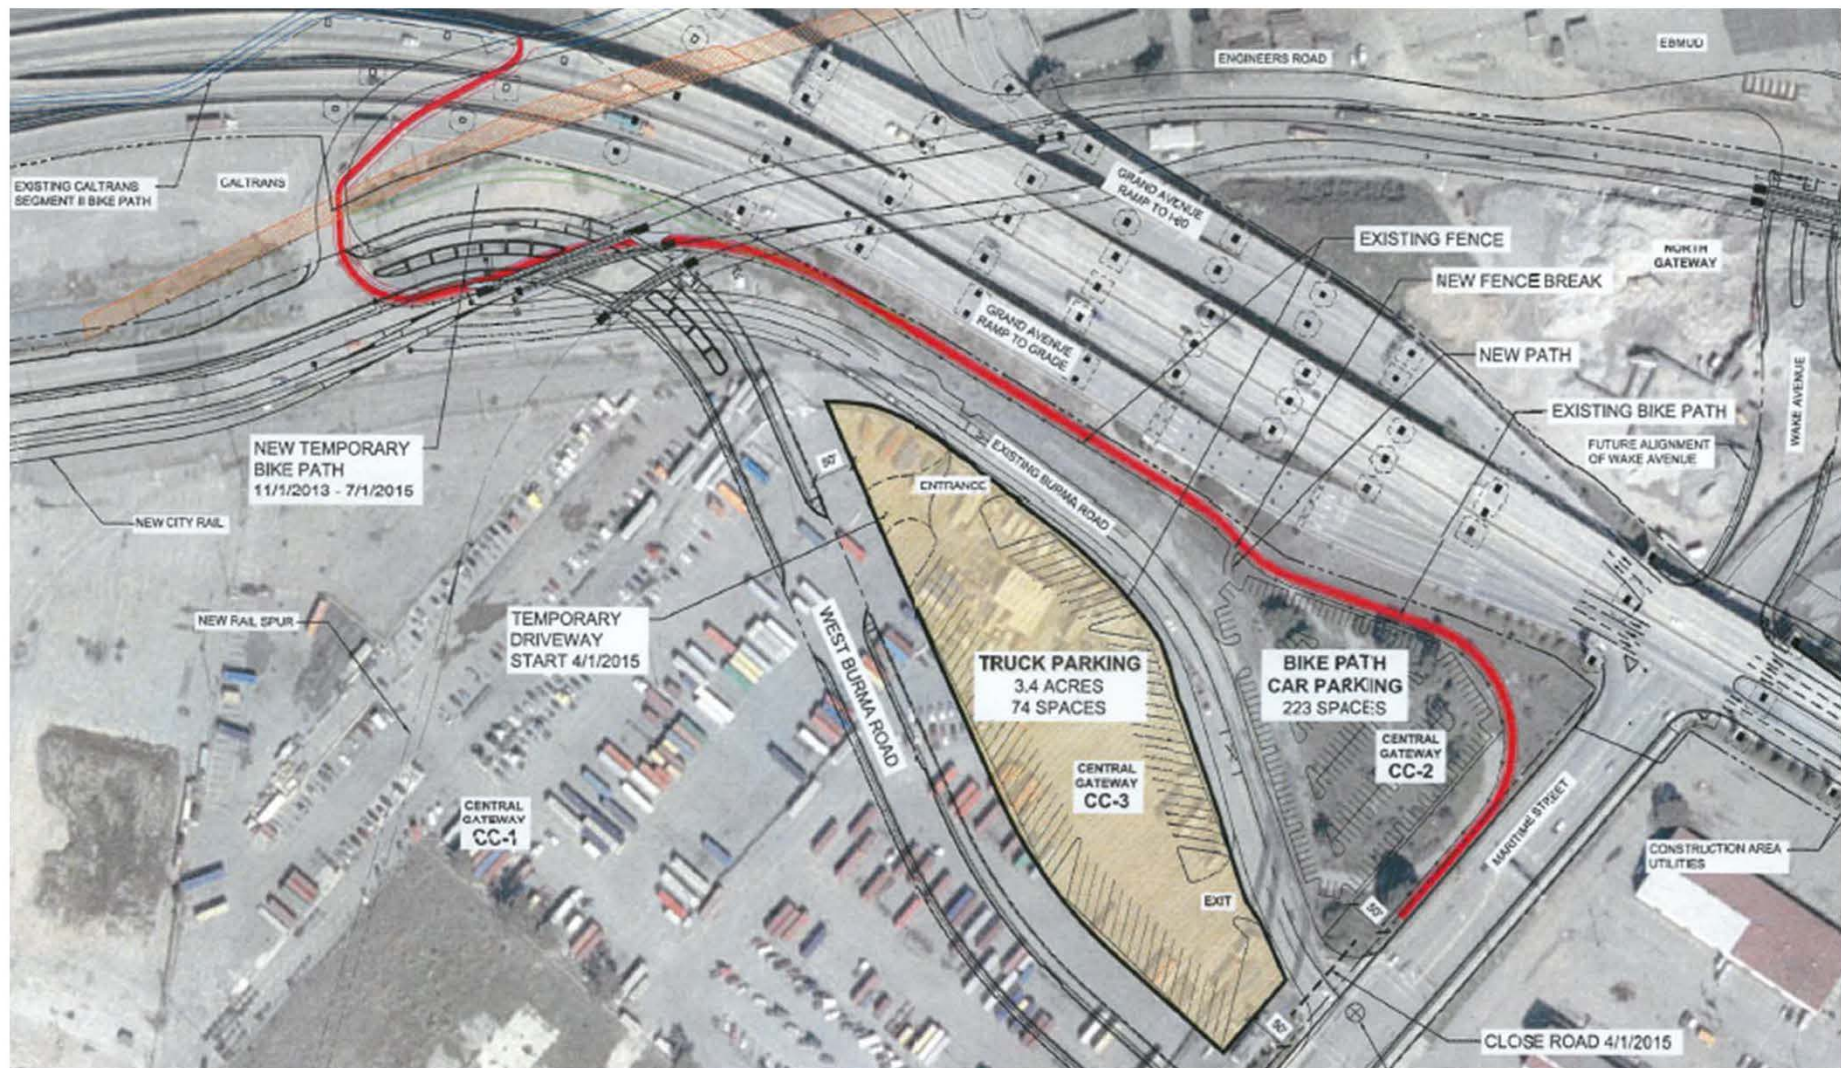 ENGINEERS ROAD
EBMUD
EXISTING CALTRANS
SEGMENT II BIKE PATH
CALTRANS
GRAND AVENUE
RAMP TO I-80
EXISTING FENCE
NORTH
GATEWAY
NEW FENCE BREAK
GRAND AVENUE
RAMP TO GRADE
NEW PATH
WAKE AVENUE
EXISTING BIKE PATH
FUTURE ALIGNMENT
OF WAKE AVENUE
NEW TEMPORARY
BIKE PATH
11/1/2013 - 7/1/2015
50'
ENTRANCE
EXISTING BURMA ROAD
NEW CITY RAIL
NEW RAIL SPUR
TEMPORARY
DRIVEWAY
START 4/1/2015
WEST BURMA ROAD
TRUCK PARKING
3.4 ACRES
74 SPACES
BIKE PATH
CAR PARKING
223 SPACES
CENTRAL
GATEWAY
CC-2
CENTRAL
GATEWAY
CC-3
CENTRAL
GATEWAY
CC-1
MARITIME STREET
CONSTRUCTION AREA
UTILITIES
EXIT
50'
50'
CLOSE ROAD 4/1/2015